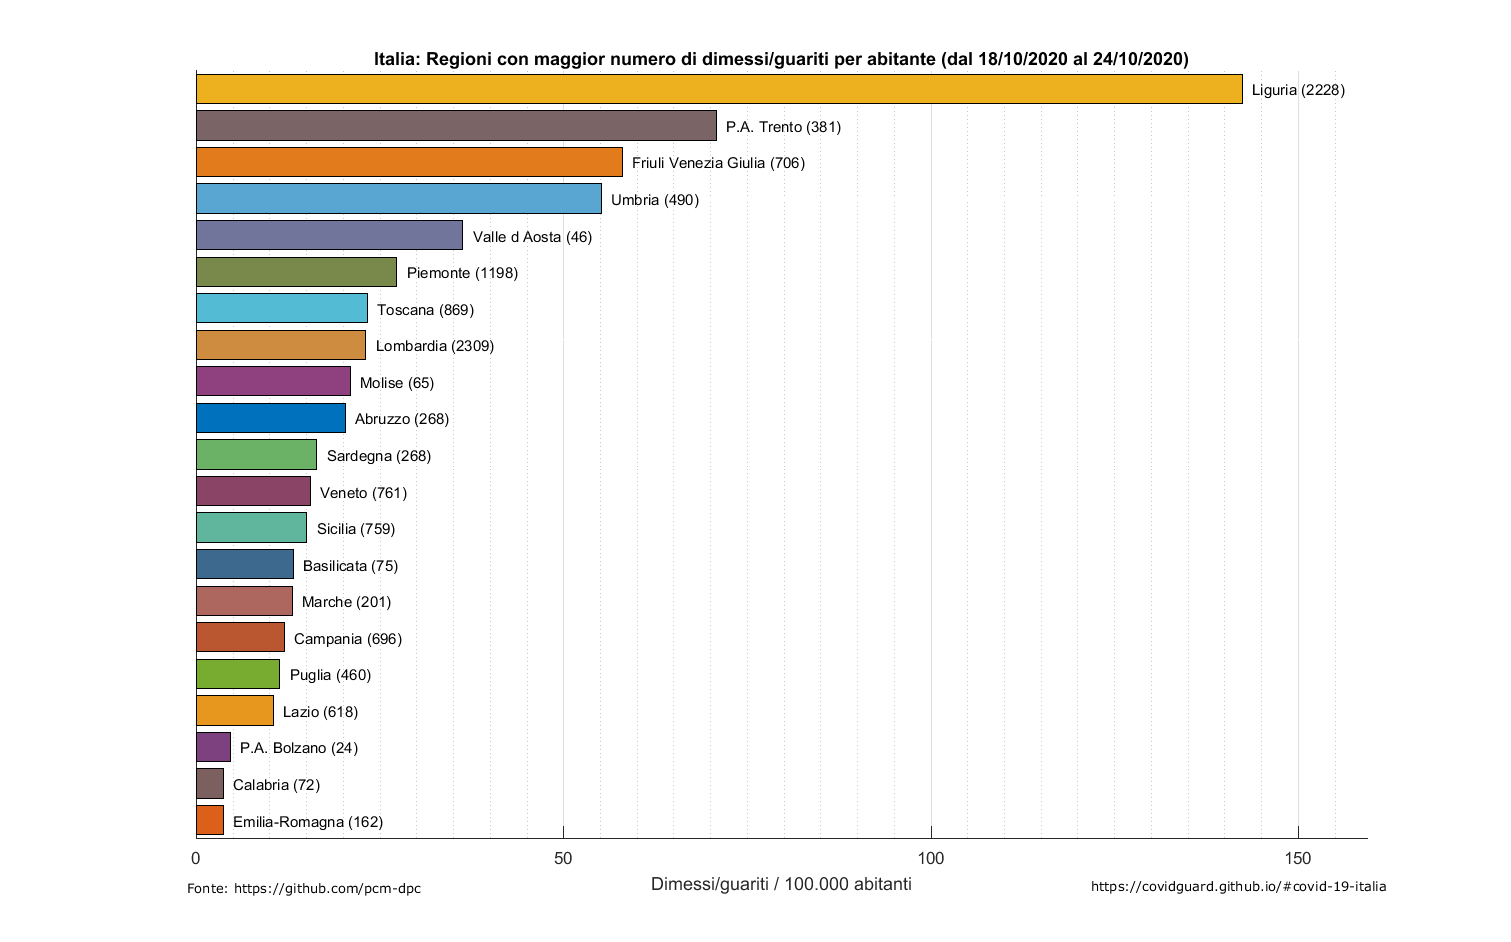 Italia: Regioni con maggior numero di dimessi/guariti per abitante (dal 18/10/2020 al 24/10/2020)
Liguria (2228)
P.A. Trento (381)
Friuli Venezia Giulia (706)
Umbria (490)
Valle d Aosta (46)
Piemonte (1198)
Toscana (869)
Lombardia (2309)
Molise (65)
Abruzzo (268)
Sardegna (268)
Veneto (761)
Sicilia (759)
Basilicata (75)
Marche (201)
Campania (696)
Puglia (460)
Lazio (618)
P.A. Bolzano (24)
Calabria (72)
Emilia-Romagna (162)
0 50 100 150
Dimessi/guariti / 100.000 abitanti
Fonte: https://github.com/pcm-dpc
https://covidguard.github.io/#covid-19-italia